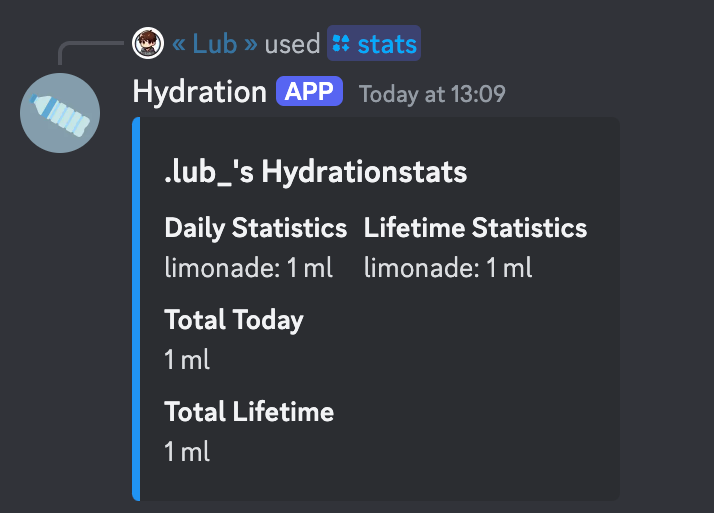 « Lub » used stats
Hydration APP Today at 13:09
.lub_'s Hydrationstats
Daily Statistics Lifetime Statistics
limonade: 1 ml limonade: 1 ml
Total Today
1 ml
Total Lifetime
1 ml